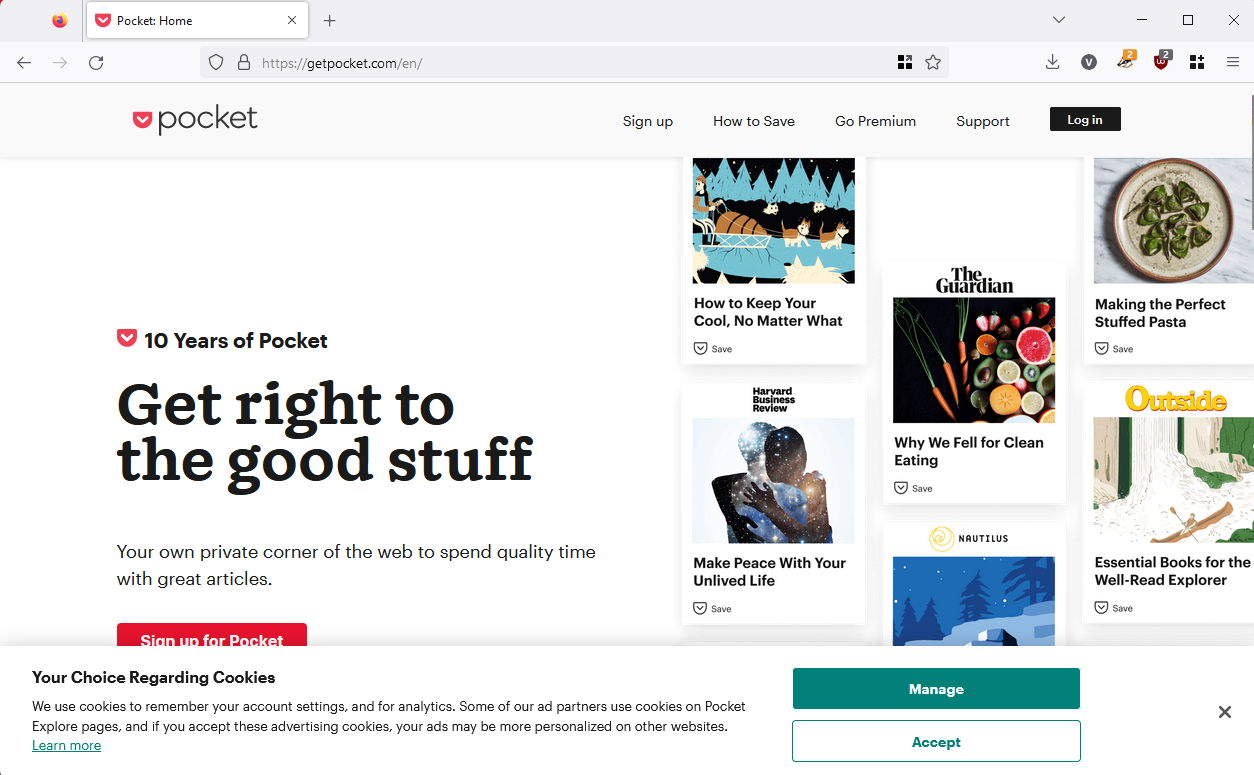 Pocket: Home
https://getpocket.com/en/
V
2
2
pocket
Sign up
How to Save
Go Premium
Support
Log in
10 Years of Pocket
Get right to
the good stuff
Your own private corner of the web to spend quality time
with great articles.
Sign up for Pocket
How to Keep Your
Cool, No Matter What
Save
Harvard
Business
Review
Make Peace With Your
Unlived Life
Save
The
Guardian
Why We Fell for Clean
Eating
Save
NAUTILUS
Making the Perfect
Stuffed Pasta
Save
Outside
Essential Books for the
Well-Read Explorer
Save
Your Choice Regarding Cookies
We use cookies to remember your account settings, and for analytics. Some of our ad partners use cookies on Pocket
Explore pages, and if you accept these advertising cookies, your ads may be more personalized on other websites.
Learn more
Manage
Accept